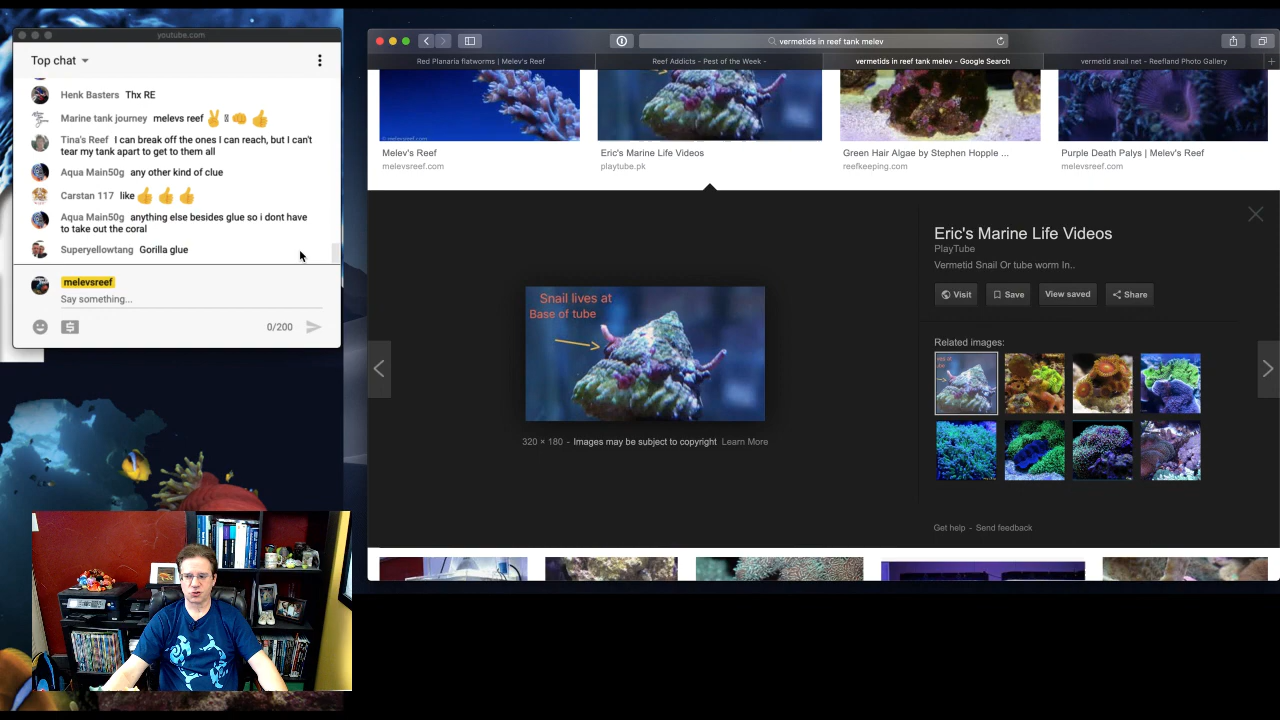 youtube.com
Top chat
Henk Basters Thx RE
Marine tank journey melevs reef
Tina's Reef I can break off the ones I can reach, but I can't
tear my tank apart to get to them all
Aqua Main50g any other kind of clue
Carstan 117 like
Aqua Main50g anything else besides glue so i dont have
to take out the coral
Superyellowtang Gorilla glue
melevsreef
Say something...
0/200
vermetids in reef tank melev
Red Planaria flatworms | Melev's Reef
Reef Addicts - Pest of the Week -
vermetids in reef tank melev - Google Search
vermetid snail net - Reefland Photo Gallery
Melev's Reef
melevsreef.com
Eric's Marine Life Videos
playtube.pk
Green Hair Algae by Stephen Hopple ...
reefkeeping.com
Purple Death Palys | Melev's Reef
melevsreef.com
Snail lives at
Base of tube
320 × 180 - Images may be subject to copyright Learn More
Eric's Marine Life Videos
PlayTube
Vermetid Snail Or tube worm In..
Visit
Save
View saved
Share
Related images:
Get help - Send feedback